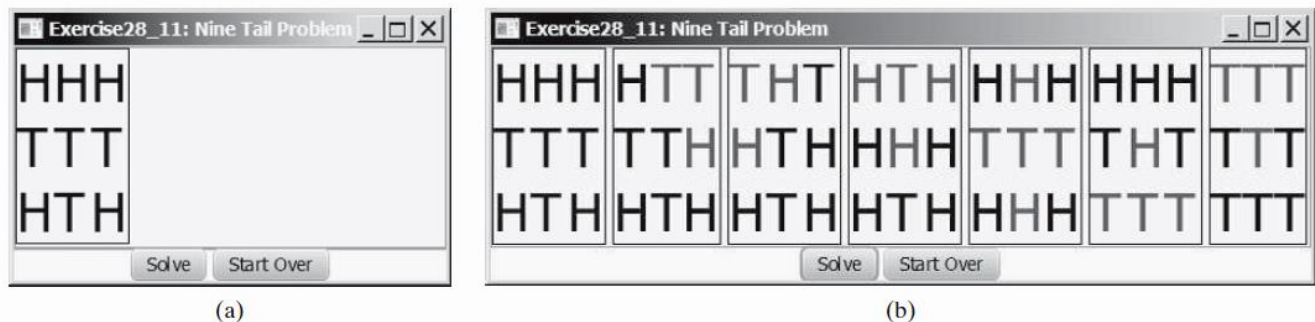 Exercise28_11: Nine Tail Problem
HHH
TTT
HTH
Solve Start Over
(a)
Exercise28_11: Nine Tail Problem
HHH HTT THT HTH HHH HHH TTT
TTT TTH HTH HHH TTT THT TTT
HTH HTH HTH HTH HHH TTT TTT
Solve Start Over
(b)